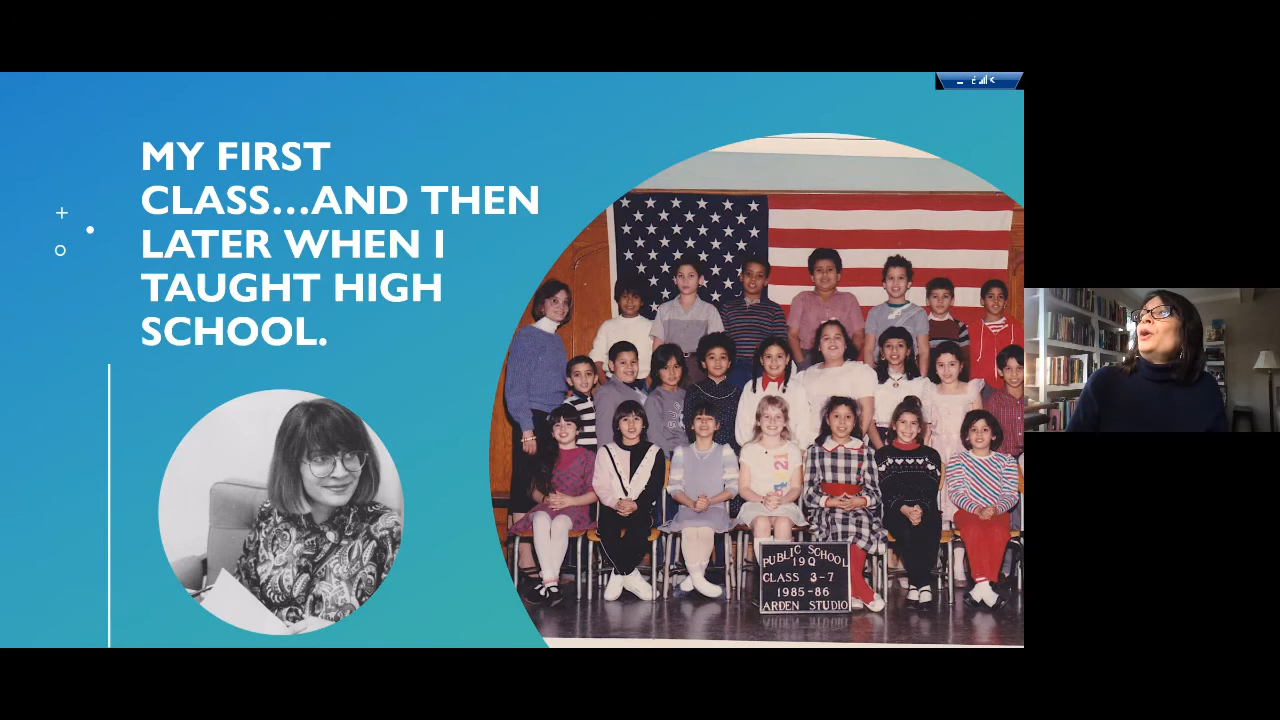 MY FIRST
CLASS...AND THEN
LATER WHEN I
TAUGHT HIGH
SCHOOL.
PUBLIC SCHOOL
19Q
CLASS 3-7
1985-86
ARDEN STUDIO